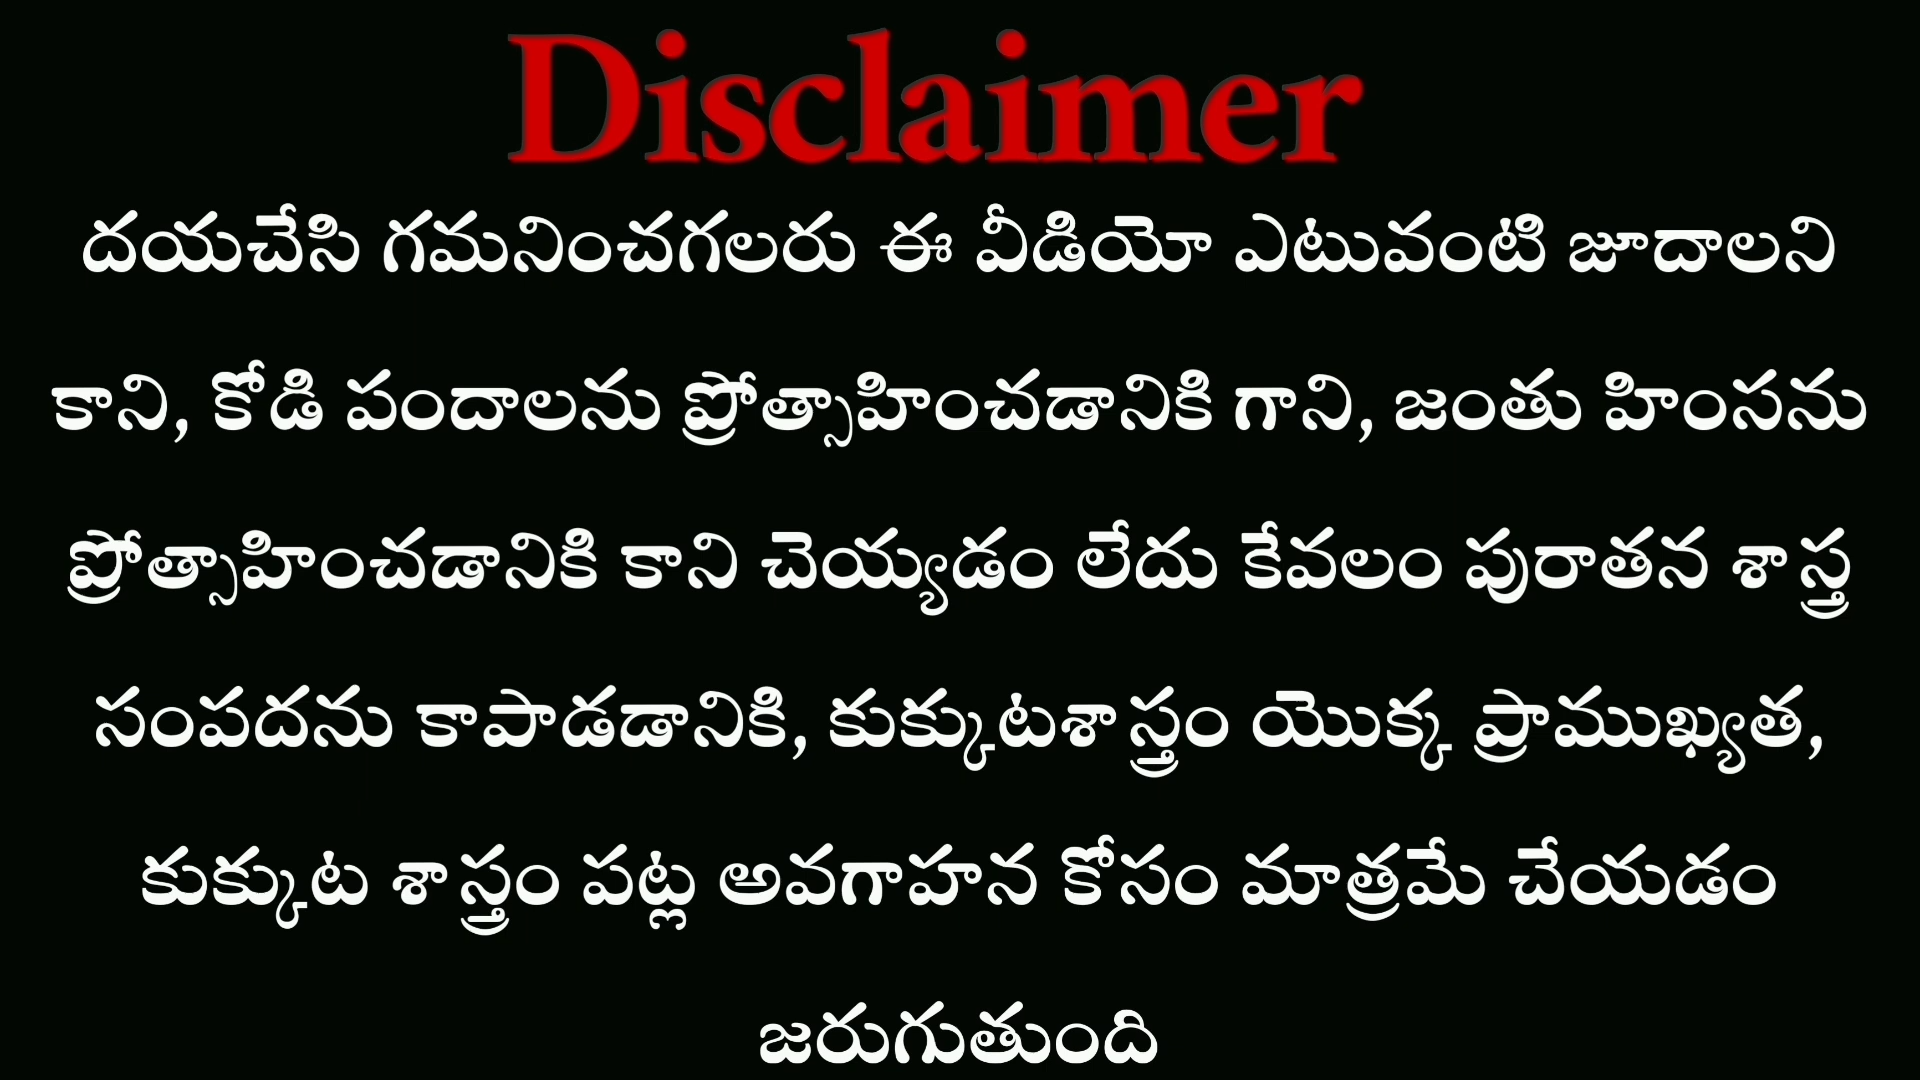 Disclaimer
దయచేసి గమనించగలరు ఈ వీడియో ఎటువంటి జూదాలని
కాని, కోడి పందాలను ప్రోత్సాహించడానికి గాని, జంతు హింసను
ప్రోత్సాహించడానికి కాని చెయ్యడం లేదు కేవలం పురాతన శాస్త్ర
సంపదను కాపాడడానికి, కుక్కుటశాస్త్రం యొక్క ప్రాముఖ్యత,
కుక్కుట శాస్త్రం పట్ల అవగాహన కోసం మాత్రమే చేయడం
జరుగుతుంది